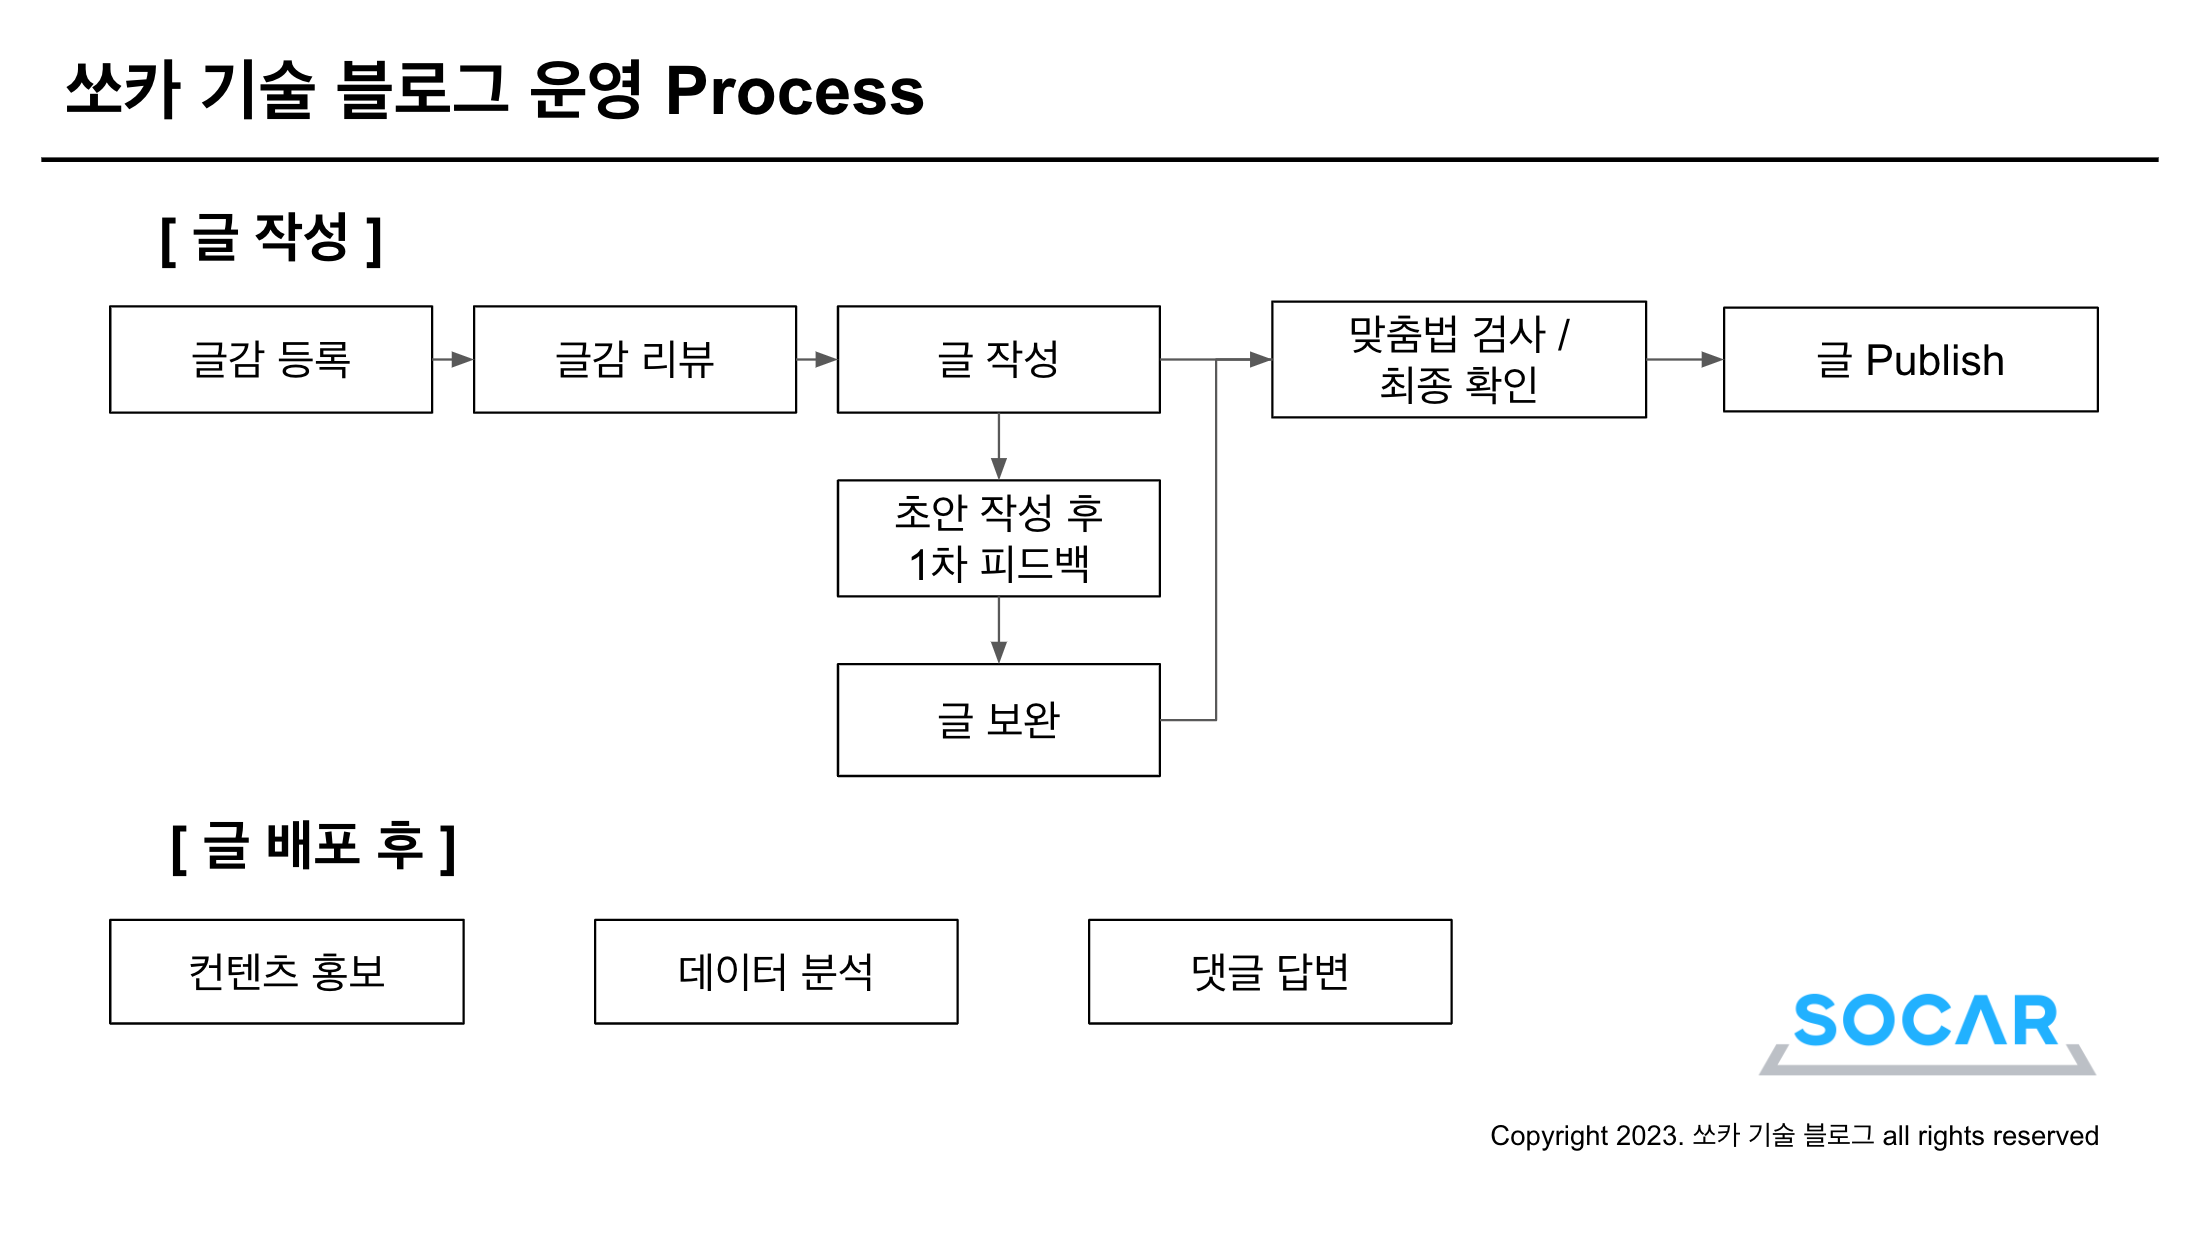 쏘카 기술 블로그 운영 Process
[ 글 작성 ]
글감 등록
글감 리뷰
글 작성
맞춤법 검사 /
최종 확인
글 Publish
초안 작성 후
1차 피드백
글 보완
[ 글 배포 후 ]
컨텐츠 홍보
데이터 분석
댓글 답변
SOCAR
Copyright 2023. 쏘카 기술 블로그 all rights reserved